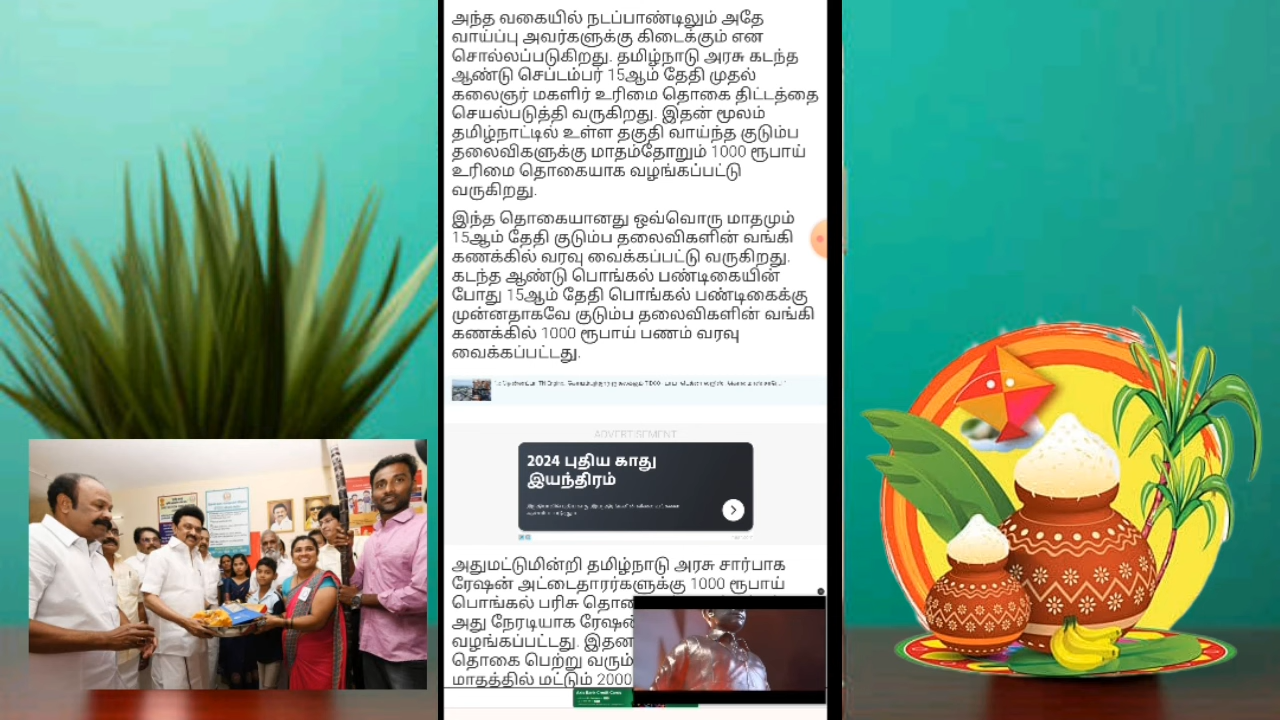 அந்த வகையில் நடப்பாண்டிலும் அதே
வாய்ப்பு அவர்களுக்கு கிடைக்கும் என
சொல்லப்படுகிறது. தமிழ்நாடு அரசு கடந்த
ஆண்டு செப்டம்பர் 15ஆம் தேதி முதல்
கலைஞர் மகளிர் உரிமை தொகை திட்டத்தை
செயல்படுத்தி வருகிறது. இதன் மூலம்
தமிழ்நாட்டில் உள்ள தகுதி வாய்ந்த குடும்ப
தலைவிகளுக்கு மாதம்தோறும் 1000 ரூபாய்
உரிமை தொகையாக வழங்கப்பட்டு
வருகிறது.
இந்த தொகையானது ஒவ்வொரு மாதமும்
15ஆம் தேதி குடும்ப தலைவிகளின் வங்கி
கணக்கில் வரவு வைக்கப்பட்டு வருகிறது.
கடந்த ஆண்டு பொங்கல் பண்டிகையின்
போது 15ஆம் தேதி பொங்கல் பண்டிகைக்கு
முன்னதாகவே குடும்ப தலைவிகளின் வங்கி
கணக்கில் 1000 ரூபாய் பணம் வரவு
வைக்கப்பட்டது.
ADVERTISEMENT
2024 புதிய காது
இயந்திரம்
அதுமட்டுமின்றி தமிழ்நாடு அரசு சார்பாக
ரேஷன் அட்டைதாரர்களுக்கு 1000 ரூபாய்
பொங்கல் பரிசு
அது நேரடியாக
வழங்கப்பட்டது.
தொகை பெற்று வரும்
மாதத்தில் மட்டும் 2000